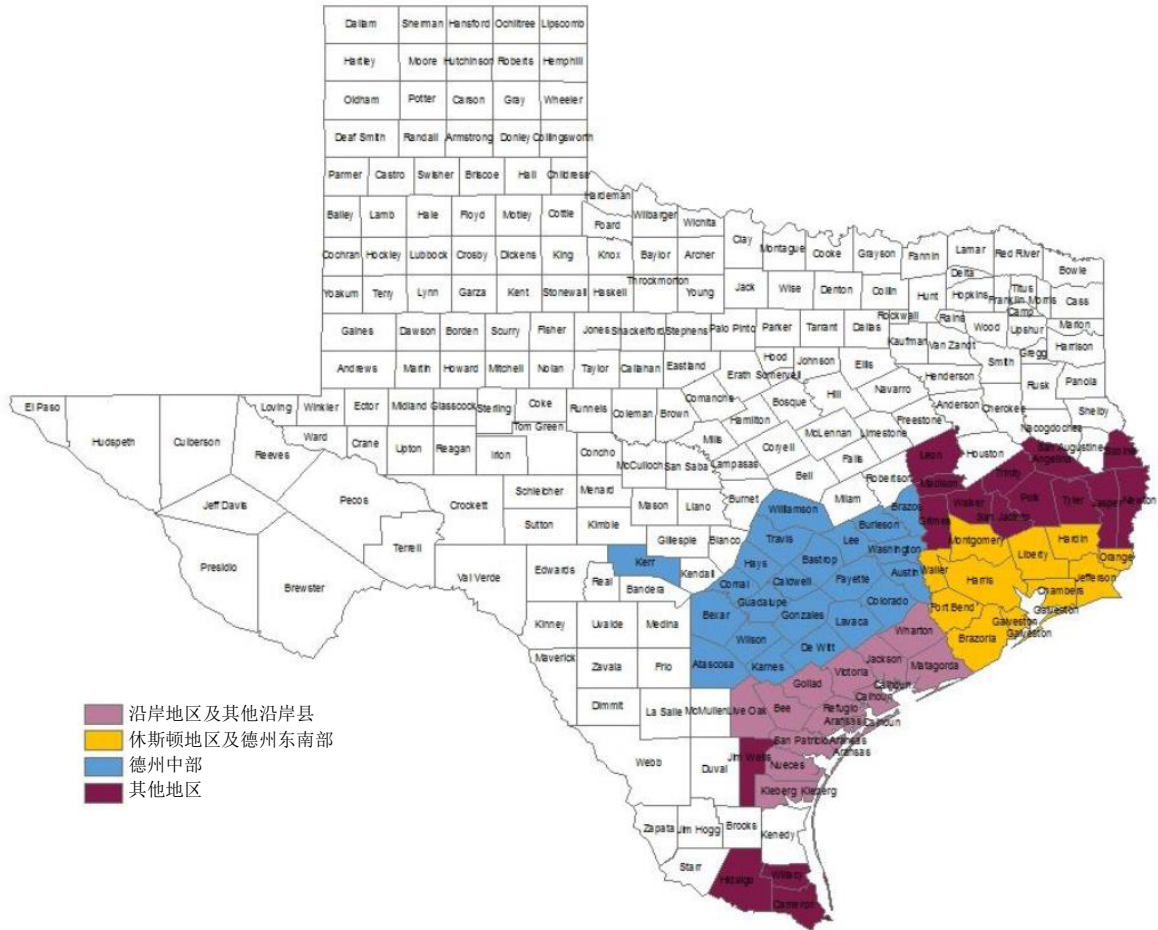 Dallam Sherman Hansford Ochiltree Lipscomb
Hartley Moore Hutchinson Roberts Hemphill
Oldham Potter Carson Gray Wheeler
Deaf Smith Randall Armstrong Donley Collingsworth
Parmer Castro Swisher Briscoe Hall Childress
Hardeman
Bailey Lamb Hale Floyd Motley Cottle Foard Wilbarger Wichita
Clay Montague Cooke Grayson Fannin Lamar Red River Bowie
Cochran Hockley Lubbock Crosby Dickens King Knox Baylor Archer
Delta Titus
Yoakum Terry Lynn Garza Kent Stonewall Haskell Throckmorton Young Jack Wise Denton Collin Hunt Hopkins Franklin Morris Cass
Rockwall Rains Camp
Gaines Dawson Borden Scurry Fisher Jones Shackelford Stephens Palo Pinto Parker Tarrant Dallas Kaufman Van Zandt Wood Upshur Marion
Gregg Harrison
Andrews Martin Howard Mitchell Nolan Taylor Callahan Eastland Erath Hood Somervell Johnson Ellis Henderson Smith Rusk Panola
El Paso Hudspeth Culberson Loving Winkler Ector Midland Glasscock Sterling Coke Runnels Coleman Brown Comanche Hamilton Bosque Hill Navarro Freestone Anderson Cherokee Shelby
Nacogdoches
Ward Crane Upton Reagan Irion Tom Green Concho McCulloch San Saba Mills Lampasas Coryell McLennan Limestone Falls Leon Houston San Augustine Sabine
Angelina
Reeves Pecos Crockett Schleicher Menard Mason Llano Burnet Bell Milam Robertson Madison Trinity
Jeff Davis Sutton Kimble Williamson Brazos Grimes Walker Polk Tyler Jasper Newton
San Jacinto
Terrell Gillespie Blanco Travis Lee Burleson Washington Montgomery Hardin
Presidio Brewster Val Verde Edwards Kerr Kendall Hays Bastrop Austin Waller Liberty Orange
Real Bandera Comal Caldwell Fayette Harris Jefferson
Chambers
Kinney Uvalde Medina Bexar Guadalupe Gonzales Colorado Fort Bend Galveston
Galveston
Galveston
Wilson Lavaca Wharton Brazoria
Maverick Zavala Frio Atascosa Karnes De Witt Jackson Matagorda
Victoria
Dimmit La Salle McMullen Live Oak Bee Goliad Calhoun
Calhoun
Refugio
Aransas Calhoun
San Patricio Aransas
Aransas
Webb Duval Jim Wells Nueces
Kleberg Kleberg
Zapata Jim Hogg Brooks Kenedy
Starr Hidalgo Willacy
Cameron
沿岸地区及其他沿岸县
休斯顿地区及德州东南部
德州中部
其他地区